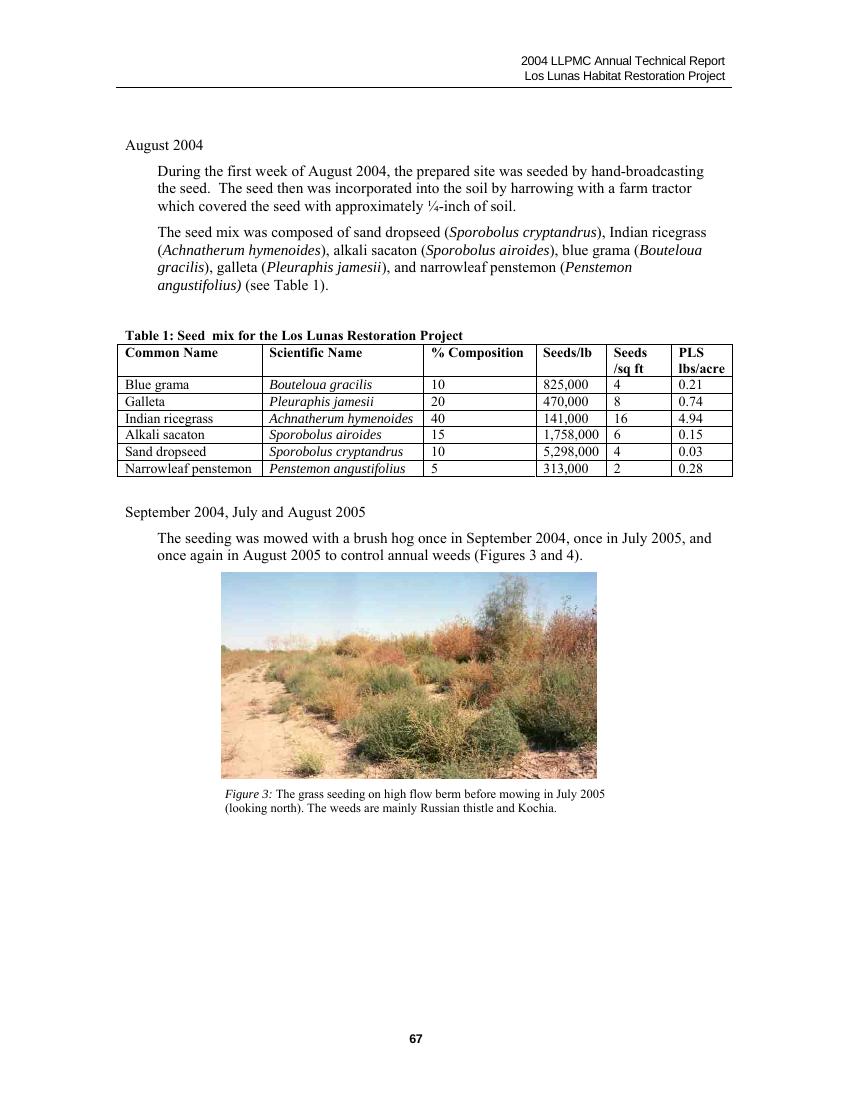 2004 LLPMC Annual Technical Report
Los Lunas Habitat Restoration Project
August 2004
During the first week of August 2004, the prepared site was seeded by hand-broadcasting
the seed.  The seed then was incorporated into the soil by harrowing with a farm tractor
which covered the seed with approximately ¼-inch of soil.
The seed mix was composed of sand dropseed (Sporobolus cryptandrus), Indian ricegrass
(Achnatherum hymenoides), alkali sacaton (Sporobolus airoides), blue grama (Bouteloua
gracilis), galleta (Pleuraphis jamesii), and narrowleaf penstemon (Penstemon
angustifolius) (see Table 1).
Table 1: Seed  mix for the Los Lunas Restoration Project
Common Name Scientific Name % Composition Seeds/lb Seeds /sq ft PLS lbs/acre
Blue grama Bouteloua gracilis 10 825,000 4 0.21
Galleta Pleuraphis jamesii 20 470,000 8 0.74
Indian ricegrass Achnatherum hymenoides 40 141,000 16 4.94
Alkali sacaton Sporobolus airoides 15 1,758,000 6 0.15
Sand dropseed Sporobolus cryptandrus 10 5,298,000 4 0.03
Narrowleaf penstemon Penstemon angustifolius 5 313,000 2 0.28
September 2004, July and August 2005
The seeding was mowed with a brush hog once in September 2004, once in July 2005, and
once again in August 2005 to control annual weeds (Figures 3 and 4).
Figure 3: The grass seeding on high flow berm before mowing in July 2005
(looking north). The weeds are mainly Russian thistle and Kochia.
67